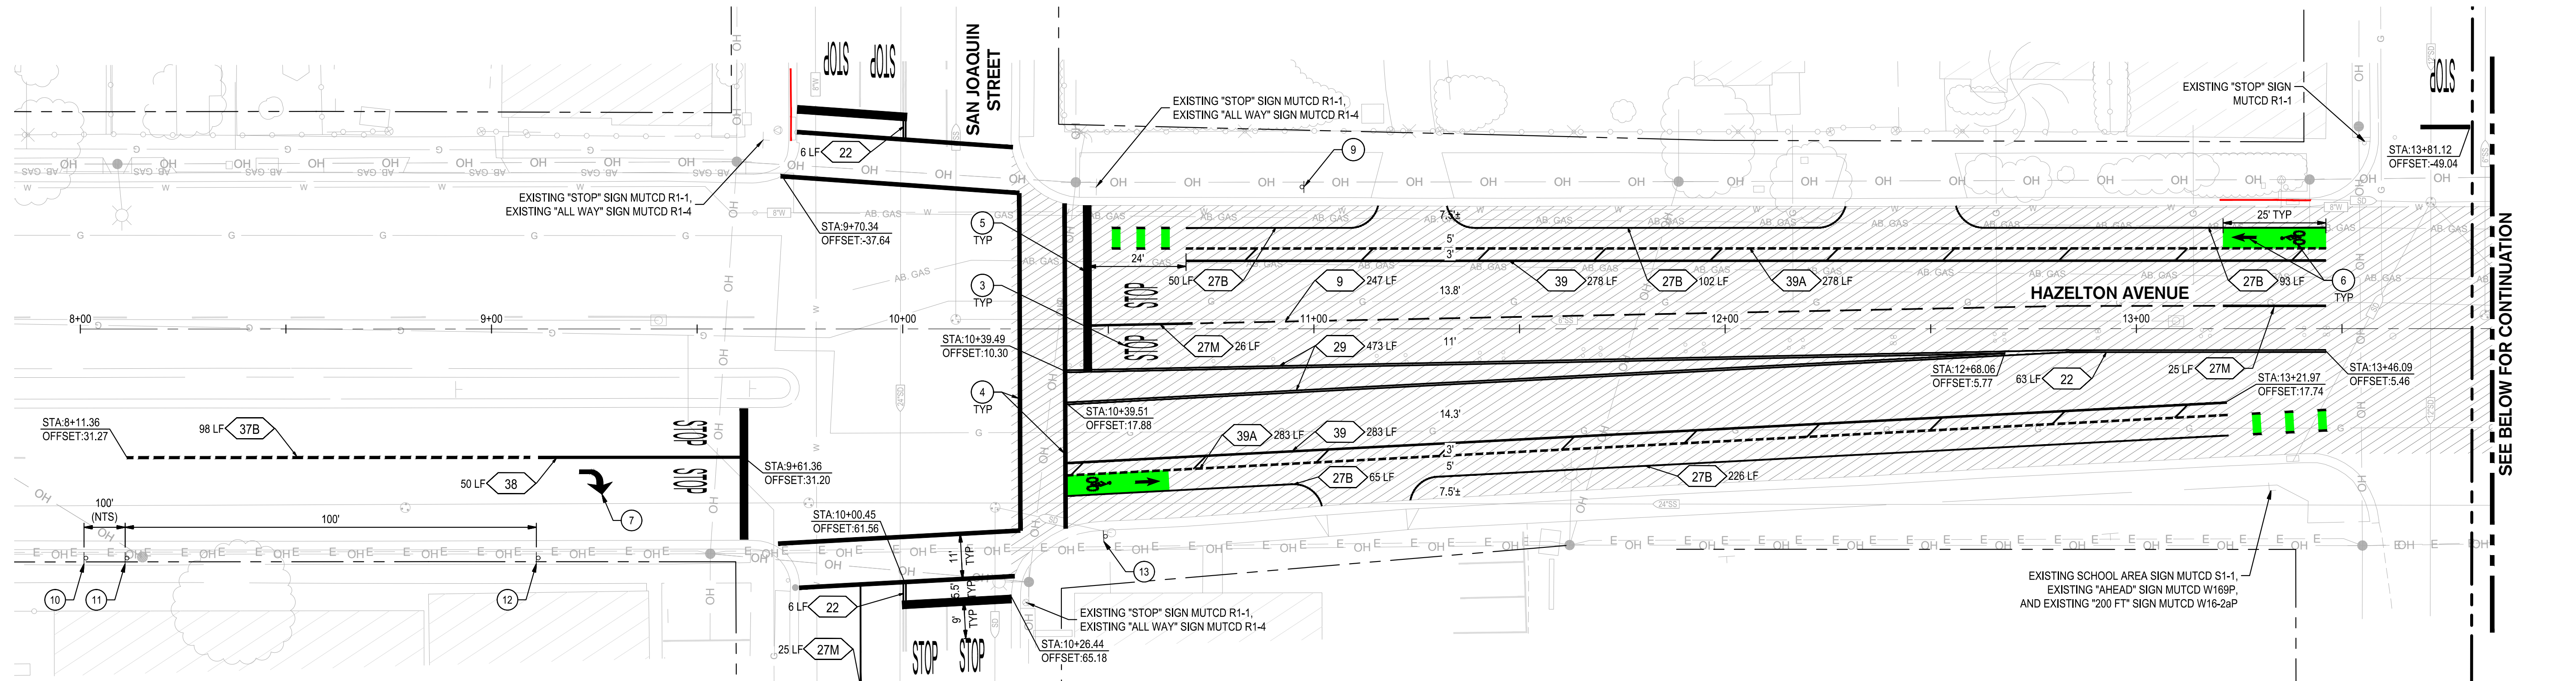 STOP
STOP
SAN JOAQUIN
STREET
EXISTING "STOP" SIGN MUTCD R1-1,
EXISTING "ALL WAY" SIGN MUTCD R1-4
9
EXISTING "STOP" SIGN
MUTCD R1-1
STOP
STA:13+81.12
OFFSET:-49.04
6 LF 22
EXISTING "STOP" SIGN MUTCD R1-1,
EXISTING "ALL WAY" SIGN MUTCD R1-4
STA:9+70.34
OFFSET:-37.64
5
TYP
7.5'±
5'
3'
24'
25' TYP
50 LF 27B
9 247 LF
13.8'
39 278 LF
27B 102 LF
39A 278 LF
27B 93 LF
6
TYP
3
TYP
STOP
STOP
HAZELTON AVENUE
8+00
9+00
10+00
11+00
12+00
13+00
27M 26 LF
29 473 LF
11'
STA:10+39.49
OFFSET:10.30
STA:12+68.06
OFFSET:5.77
63 LF 22
25 LF 27M
STA:13+46.09
OFFSET:5.46
STA:13+21.97
OFFSET:17.74
4
TYP
STA:10+39.51
OFFSET:17.88
14.3'
STA:8+11.36
OFFSET:31.27
98 LF 37B
STOP
STOP
STA:9+61.36
OFFSET:31.20
50 LF 38
7
39A 283 LF
39 283 LF
3'
5'
7.5'±
27B 65 LF
27B 226 LF
100'
(NTS)
100'
STA:10+00.45
OFFSET:61.56
11'
TYP
5.5'
TYP
9'
TYP
10
11
12
13
6 LF 22
25 LF 27M
STOP
STOP
EXISTING "STOP" SIGN MUTCD R1-1,
EXISTING "ALL WAY" SIGN MUTCD R1-4
STA:10+26.44
OFFSET:65.18
EXISTING SCHOOL AREA SIGN MUTCD S1-1,
EXISTING "AHEAD" SIGN MUTCD W169P,
AND EXISTING "200 FT" SIGN MUTCD W16-2aP
SEE BELOW FOR CONTINUATION